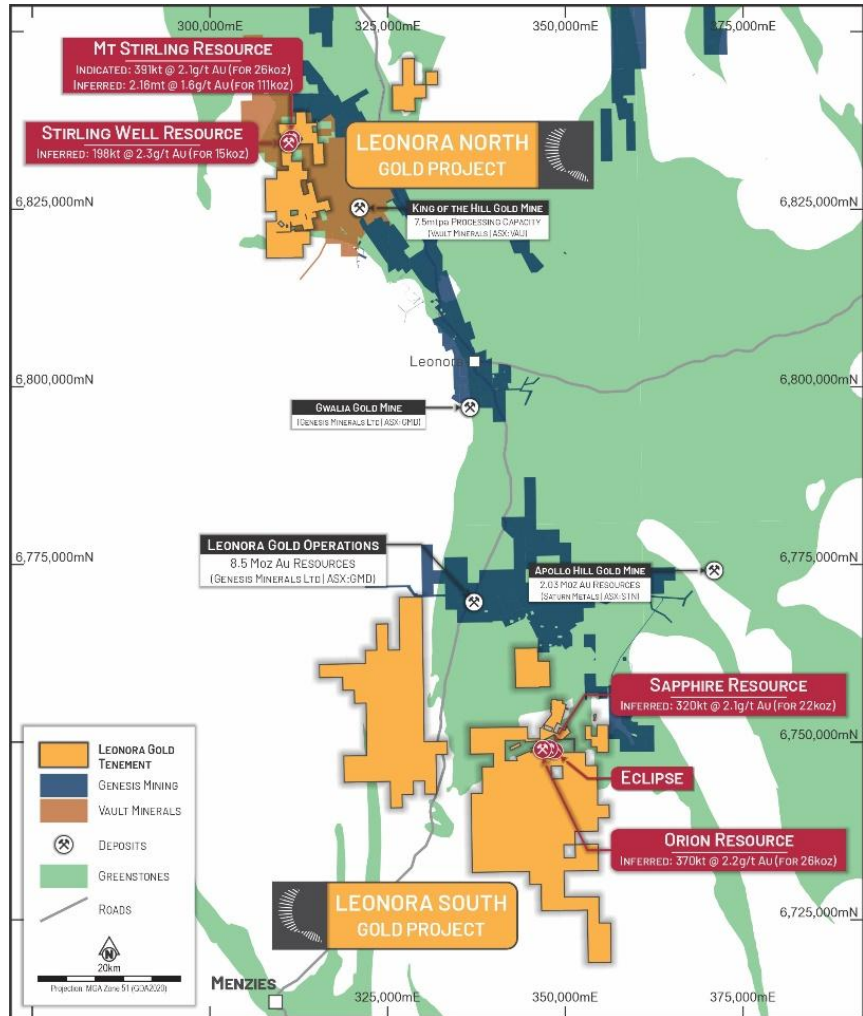 300,000mE
325,000mE
350,000mE
375,000mE
Mt Stirling Resource
Indicated: 391kt @ 2.1g/t Au (for 26koz)
Inferred: 2.16mt @ 1.6g/t Au (for 111koz)
Stirling Well Resource
Inferred: 198kt @ 2.3g/t Au (for 15koz)
LEONORA NORTH
GOLD PROJECT
6,825,000mN
6,825,000mN
King of the Hill Gold Mine
7.5mtpa Processing Capacity
(Vault Minerals | ASX:VAU)
Leonora
6,800,000mN
6,800,000mN
Gwalia Gold Mine
(Genesis Minerals Ltd | ASX:GMD)
Leonora Gold Operations
8.5 Moz Au Resources
(Genesis Minerals Ltd | ASX:GMD)
6,775,000mN
6,775,000mN
Apollo Hill Gold Mine
2.03 Moz Au Resources
(Saturn Metals | ASX:STN)
Sapphire Resource
Inferred: 320kt @ 2.1g/t Au (for 22koz)
6,750,000mN
Eclipse
Orion Resource
Inferred: 370kt @ 2.2g/t Au (for 26koz)
Leonora Gold
Tenement
Genesis Mining
Vault Minerals
Deposits
Greenstones
Roads
N
20km
Projection: MGA Zone 51 (GDA2020)
LEONORA SOUTH
GOLD PROJECT
6,725,000mN
Menzies
325,000mE
350,000mE
375,000mE